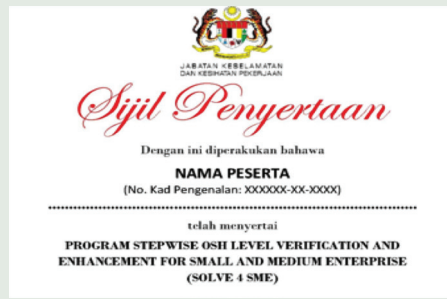 JABATAN KESELAMATAN
DAN KESIHATAN PEKERJAAN
Sijil Penyertaan
Dengan ini diperakukan bahawa
NAMA PESERTA
(No. Kad Pengenalan: XXXXXX-XX-XXXX)
telah menyertai
PROGRAM STEPWISE OSH LEVEL VERIFICATION AND
ENHANCEMENT FOR SMALL AND MEDIUM ENTERPRISE
(SOLVE 4 SME)